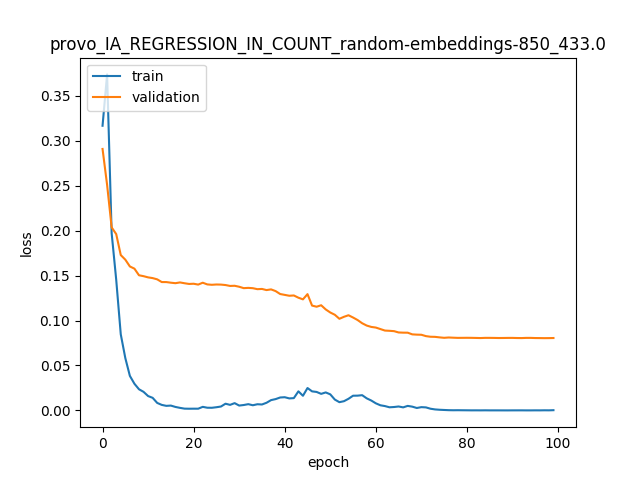 provo_IA_REGRESSION_IN_COUNT_random-embeddings-850_433.0
train
validation
loss
0.35
0.30
0.25
0.20
0.15
0.10
0.05
0.00
0 20 40 60 80 100
epoch